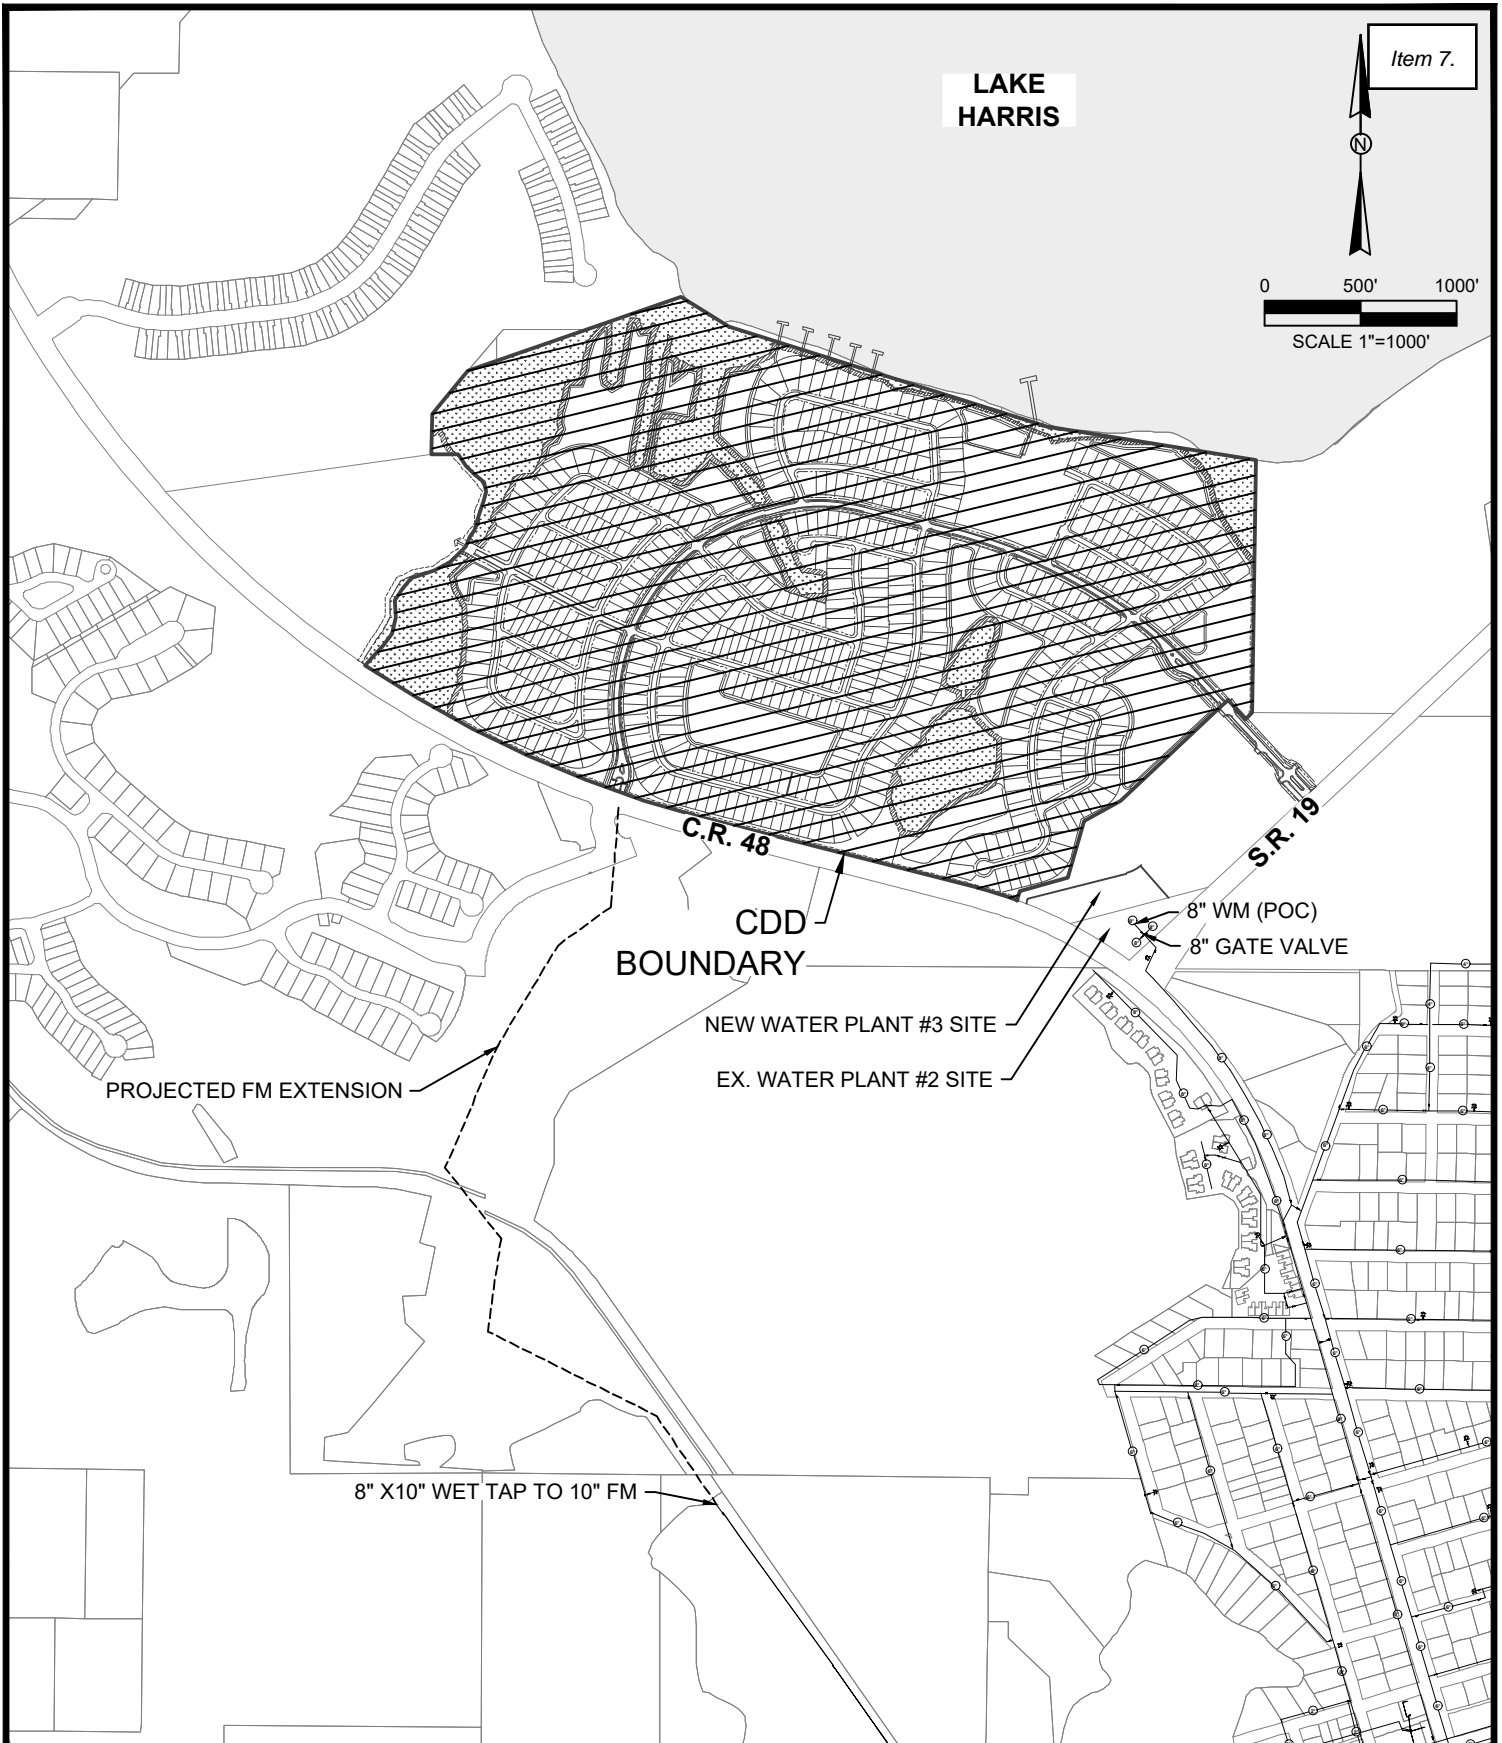 Item 7.
LAKE
HARRIS
N
0 500' 1000'
SCALE 1"=1000'
C.R. 48
S.R. 19
CDD
BOUNDARY
8" WM (POC)
8" GATE VALVE
NEW WATER PLANT #3 SITE
EX. WATER PLANT #2 SITE
PROJECTED FM EXTENSION
8" X10" WET TAP TO 10" FM